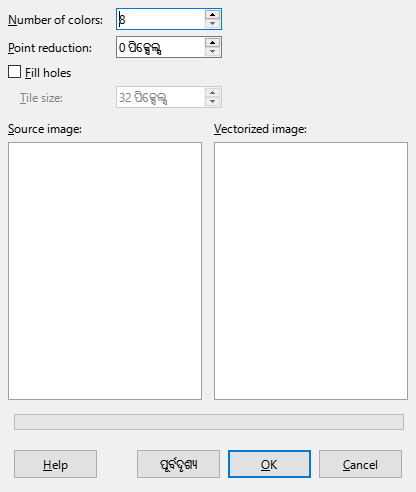 Number of colors: 8
Point reduction: 0 ପିକ୍ସେଲ୍ସ
Fill holes
Tile size: 32 ପିକ୍ସେଲ୍ସ
Source image: Vectorized image:
Help ପୂର୍ବଦୃଶ୍ୟ OK Cancel